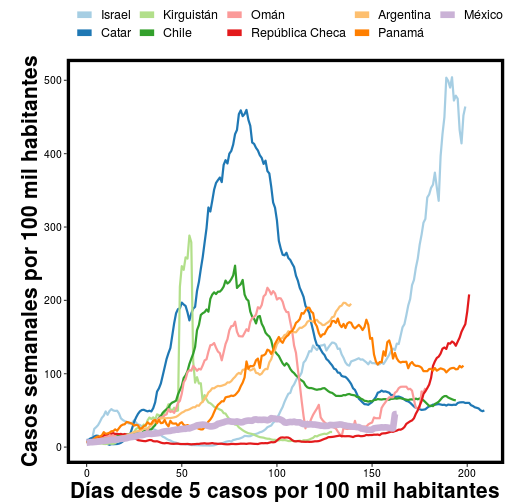 Israel Kirguistán Omán Argentina México
Catar Chile República Checa Panamá
Casos semanales por 100 mil habitantes
500
400
300
200
100
0
0 50 100 150 200
Días desde 5 casos por 100 mil habitantes